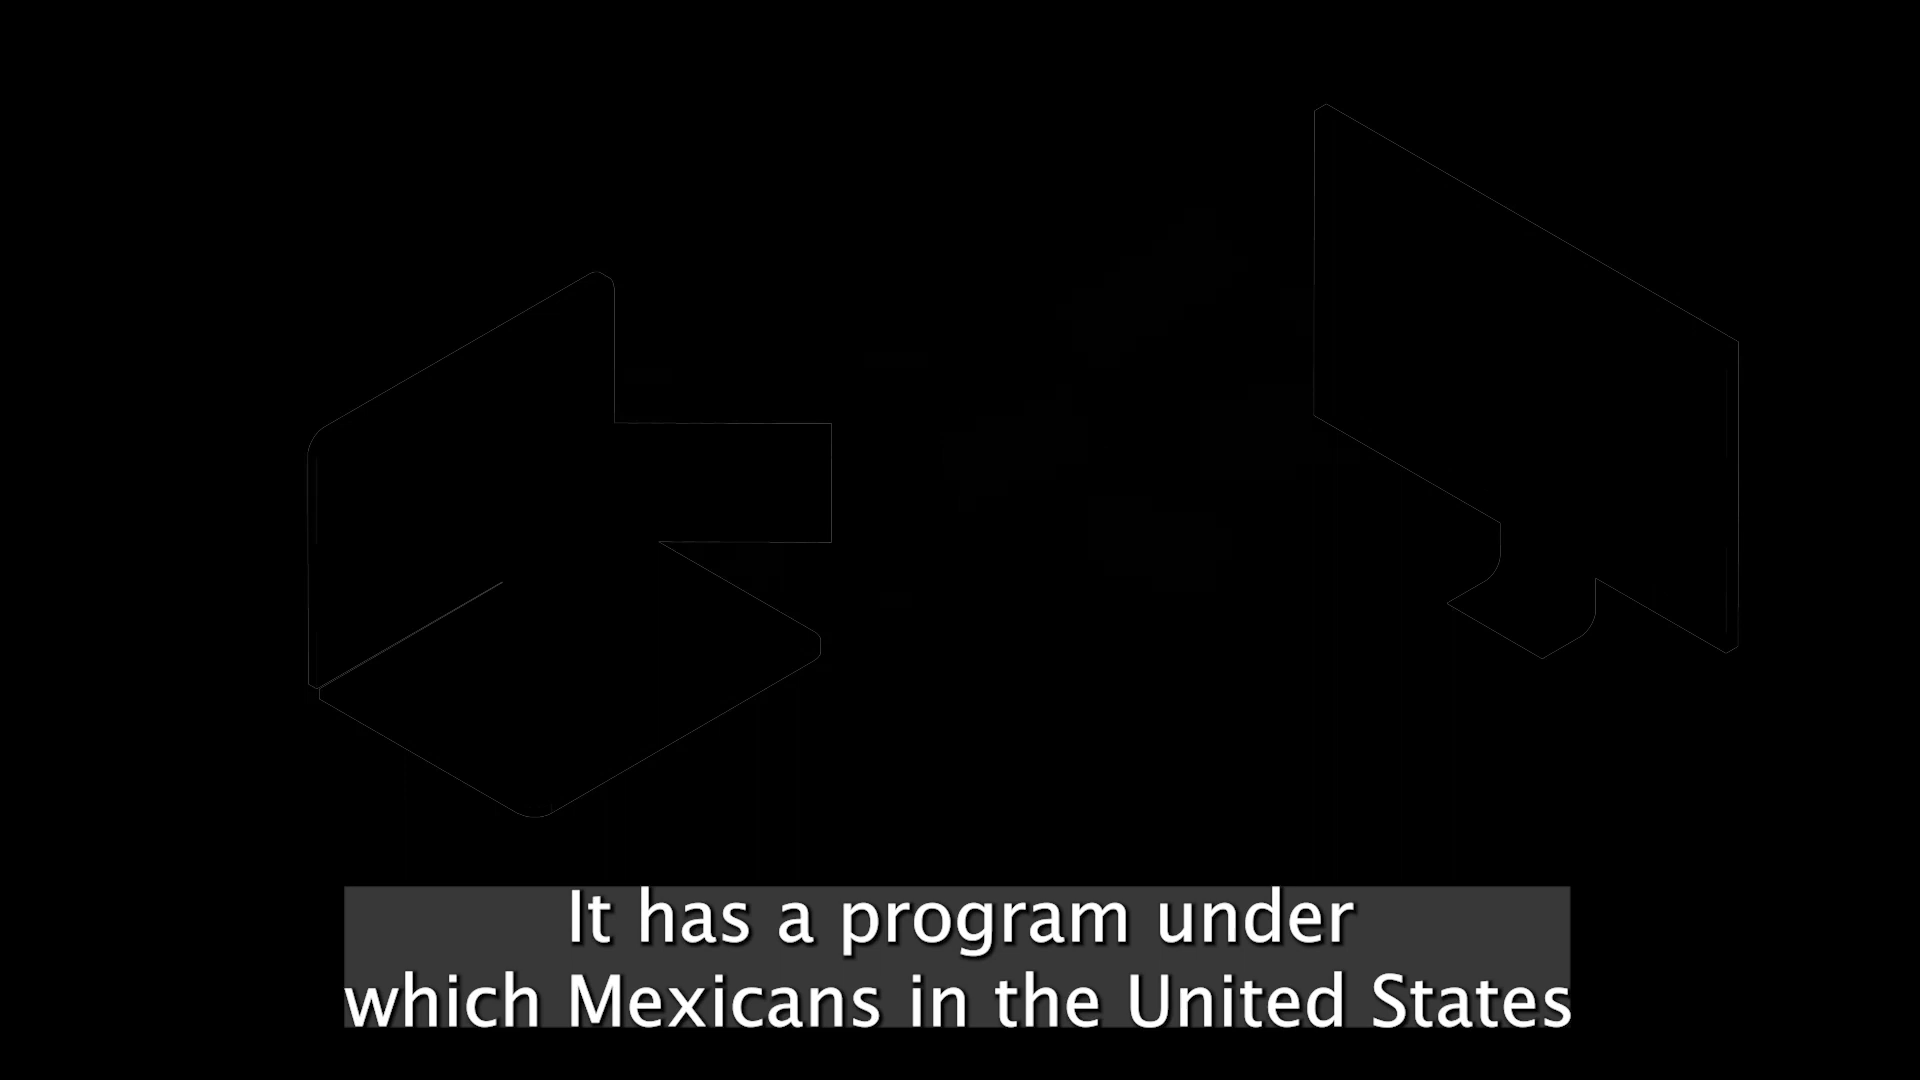 It has a program under
which Mexicans in the United States